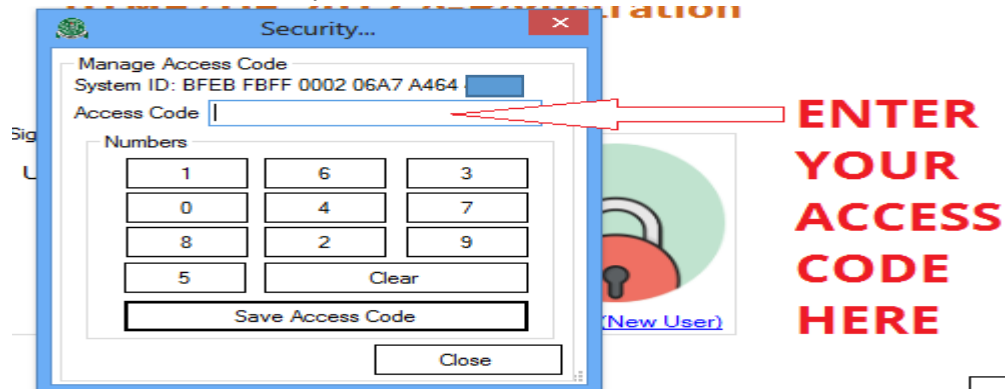 Security...
Manage Access Code
System ID: BFEB FBFF 0002 06A7 A464
Access Code
Numbers
1 6 3
0 4 7
8 2 9
5 Clear
Save Access Code
Close
(New User)
ENTER
YOUR
ACCESS
CODE
HERE